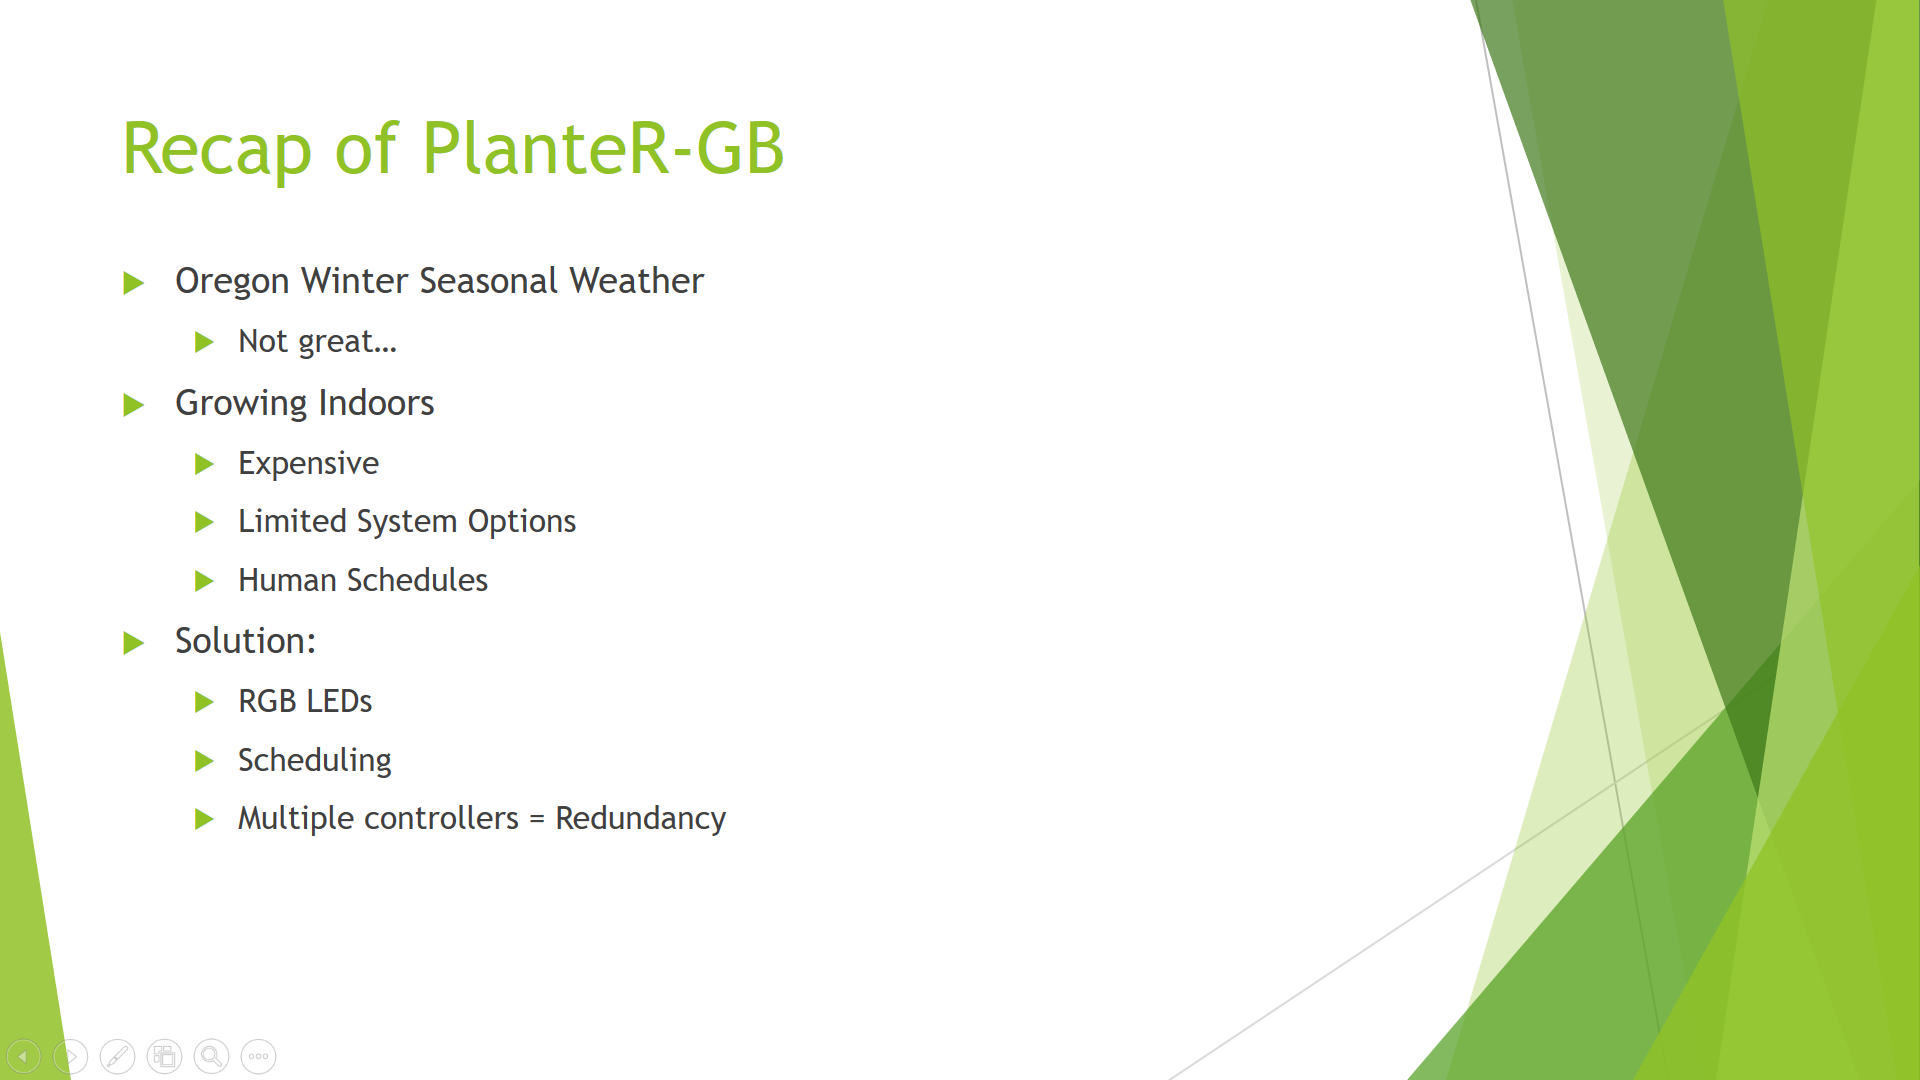 Recap of PlanteR-GB
Oregon Winter Seasonal Weather
Not great...
Growing Indoors
Expensive
Limited System Options
Human Schedules
Solution:
RGB LEDs
Scheduling
Multiple controllers = Redundancy